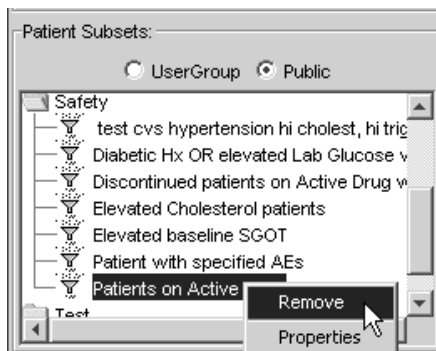 Patient Subsets:
UserGroup Public
Safety
test cvs hypertension hi cholest, hi trig
Diabetic Hx OR elevated Lab Glucose v
Discontinued patients on Active Drug w
Elevated Cholesterol patients
Elevated baseline SGOT
Patient with specified AEs
Patients on Active
Remove
Test
Properties